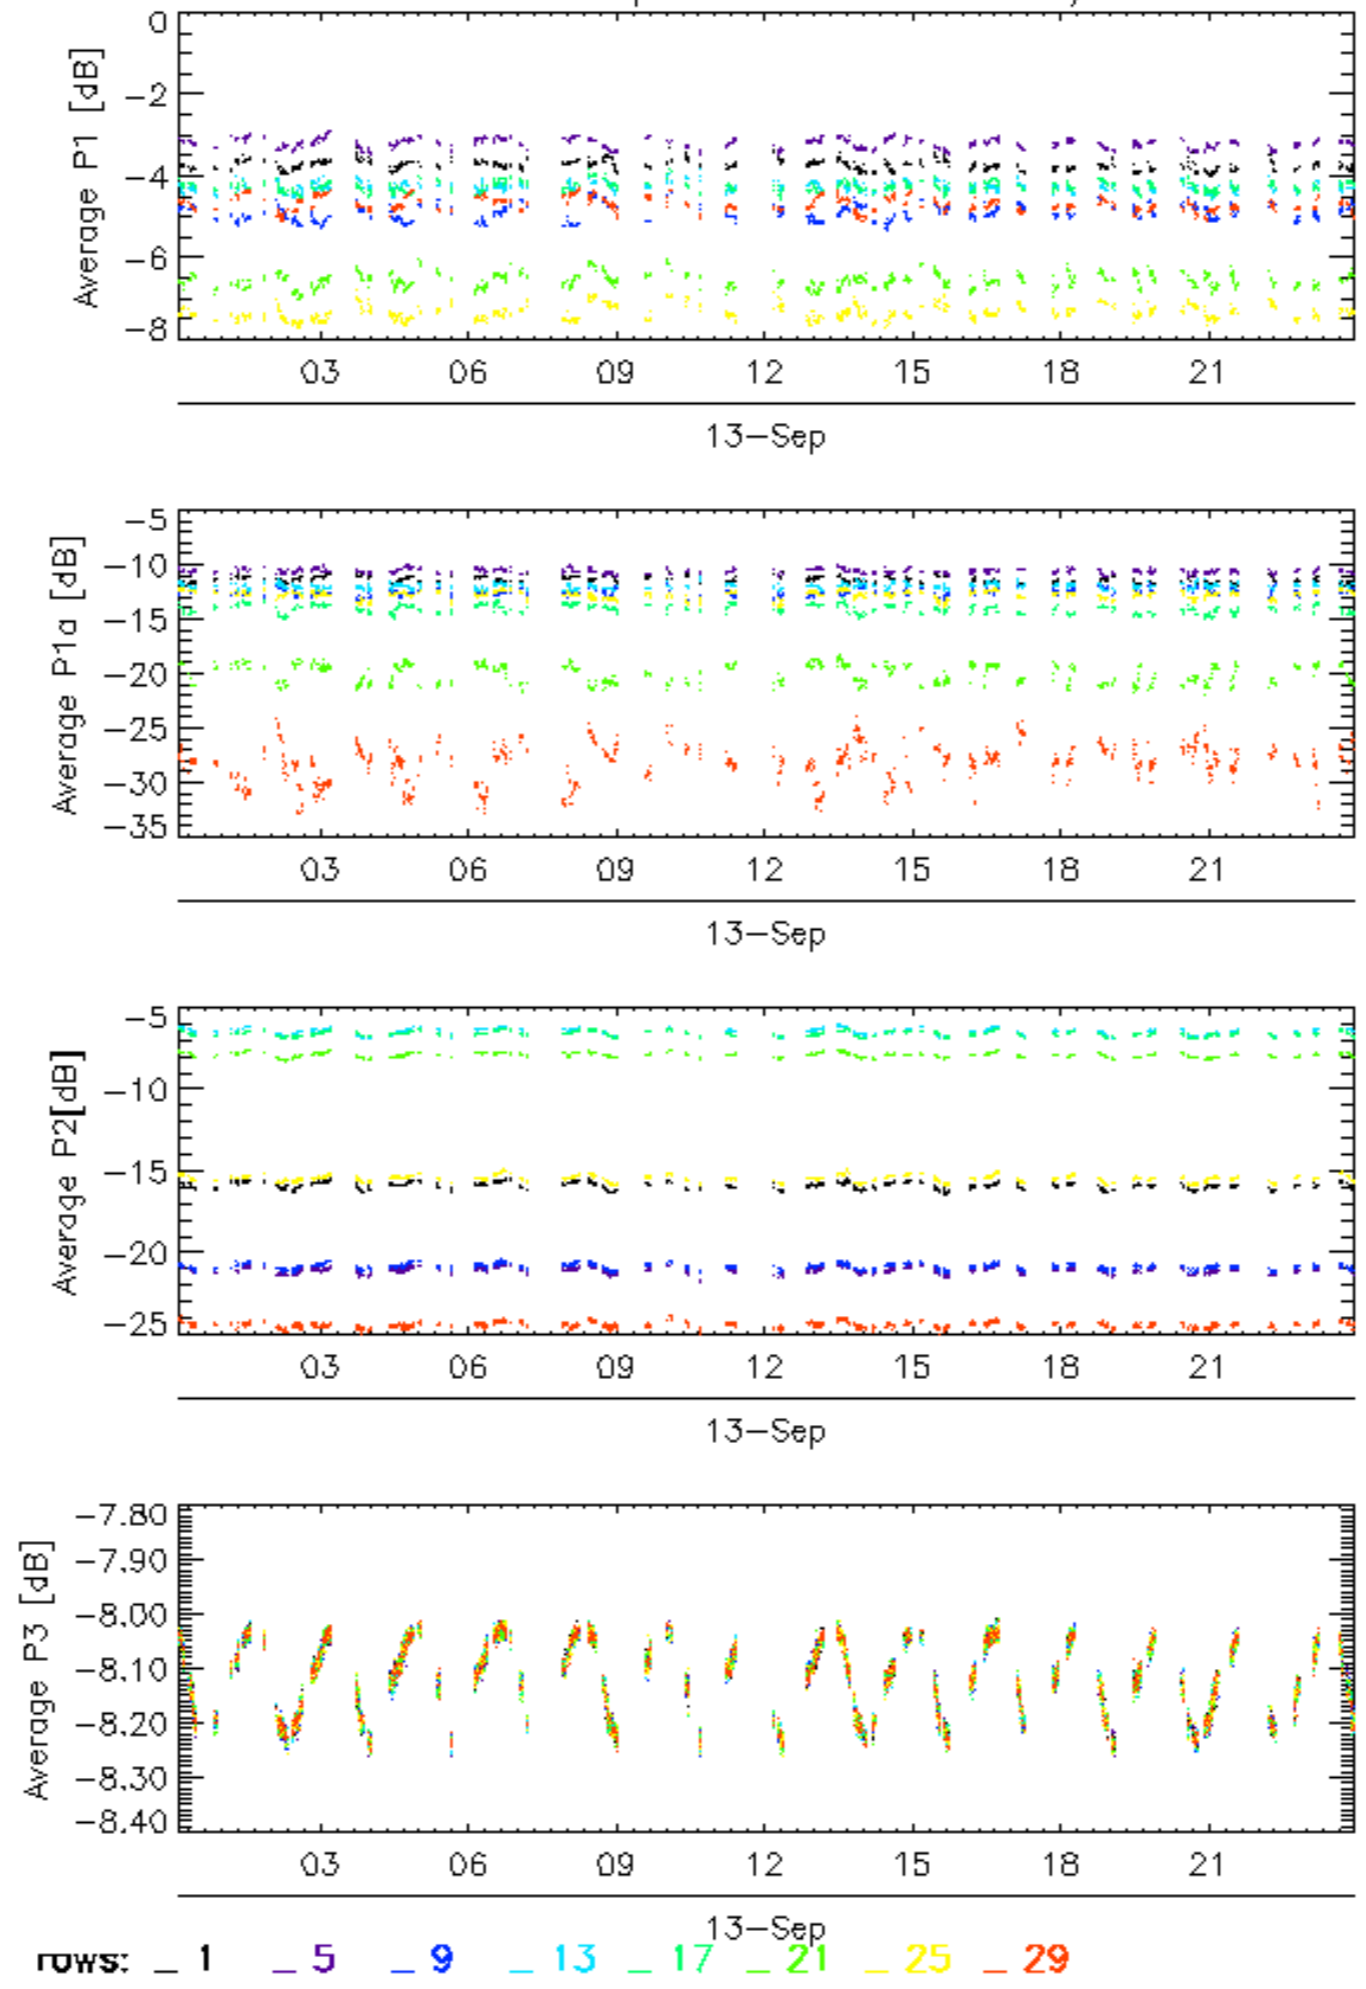 0
-2
-4
-6
-8
Average P1 [dB]
03 06 09 12 15 18 21
13-Sep
-5
-10
-15
-20
-25
-30
-35
Average P1a [dB]
03 06 09 12 15 18 21
13-Sep
-5
-10
-15
-20
-25
Average P2[dB]
03 06 09 12 15 18 21
13-Sep
-7.80
-7.90
-8.00
-8.10
-8.20
-8.30
-8.40
Average P3 [dB]
03 06 09 12 15 18 21
13-Sep
rows: _ 1 _ 5 _ 9 _ 13 _ 17 _ 21 _ 25 _ 29